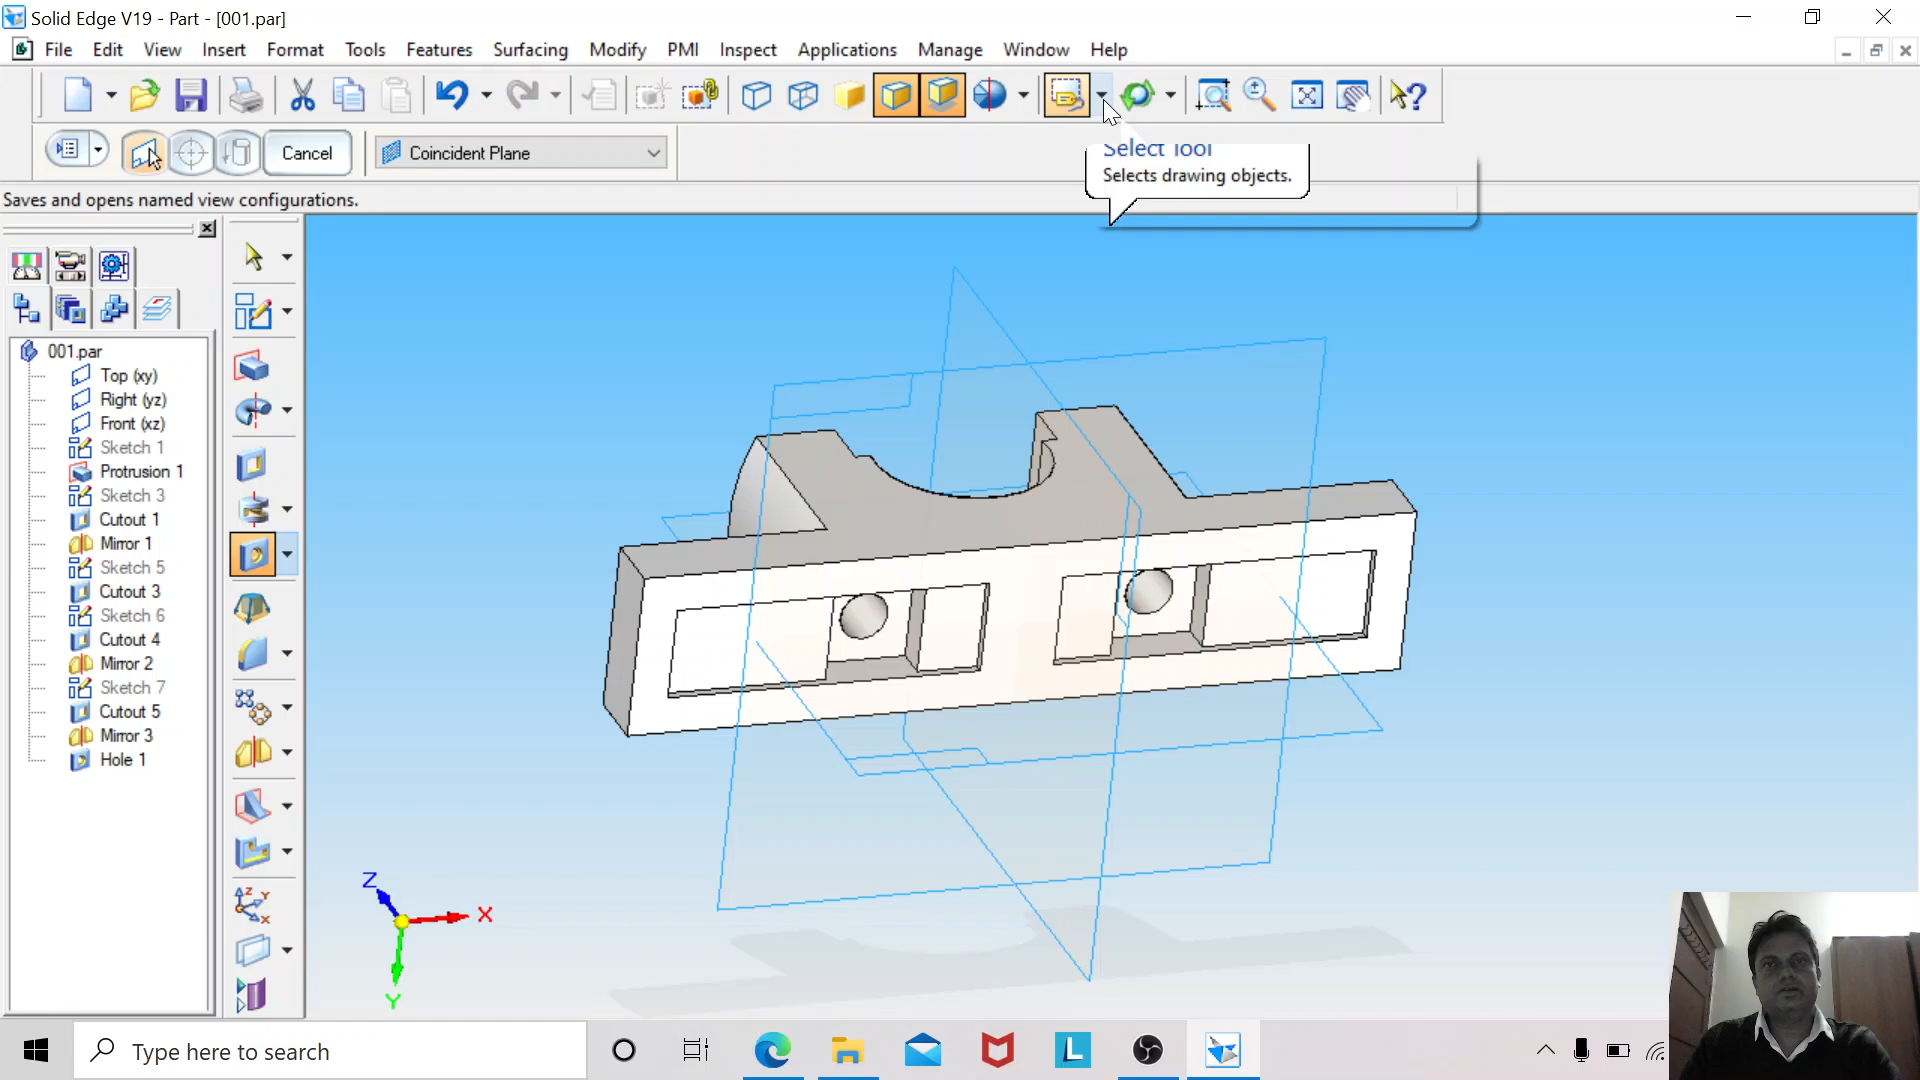 Solid Edge V19 - Part - [001.par]
File Edit View Insert Format Tools Features Surfacing Modify PMI Inspect Applications Manage Window Help
Cancel
Coincident Plane
Select Tool
Selects drawing objects.
Saves and opens named view configurations.
001.par
Top (xy)
Right (yz)
Front (xz)
Sketch 1
Protrusion 1
Sketch 3
Cutout 1
Mirror 1
Sketch 5
Cutout 3
Sketch 6
Cutout 4
Mirror 2
Sketch 7
Cutout 5
Mirror 3
Hole 1
Z
X
Y
Type here to search
L